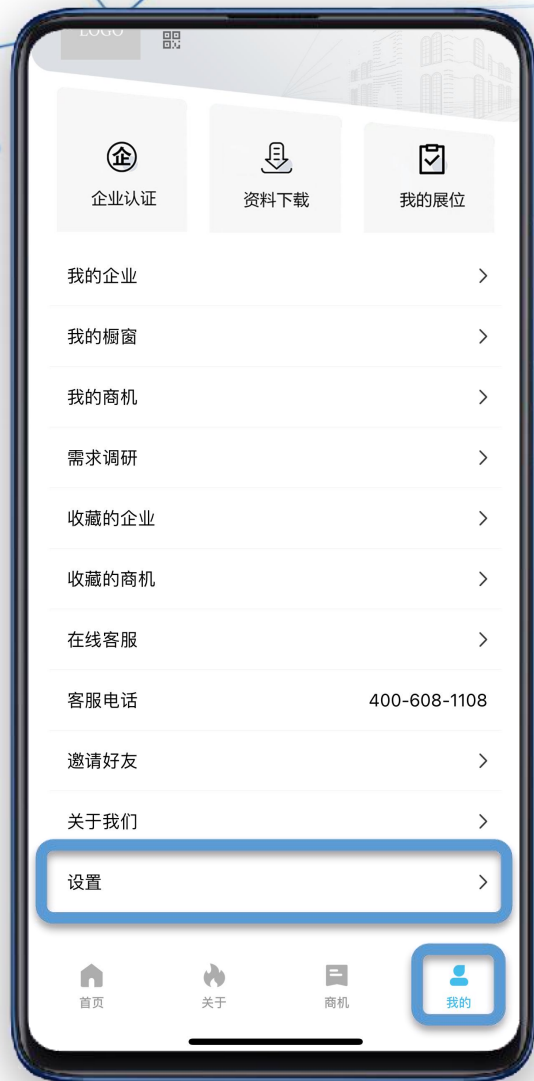 LOGO
企
企业认证
资料下载
我的展位
我的企业
我的橱窗
我的商机
需求调研
收藏的企业
收藏的商机
在线客服
客服电话 400-608-1108
邀请好友
关于我们
设置
首页
关于
商机
我的